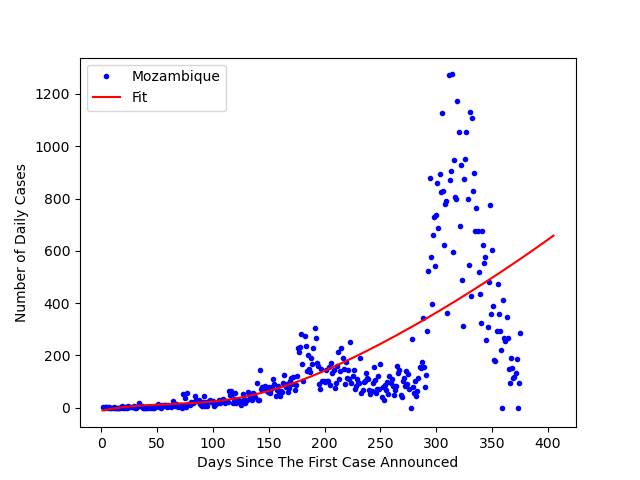 Mozambique
Fit
1200
1000
800
600
400
200
0
Number of Daily Cases
0 50 100 150 200 250 300 350 400
Days Since The First Case Announced